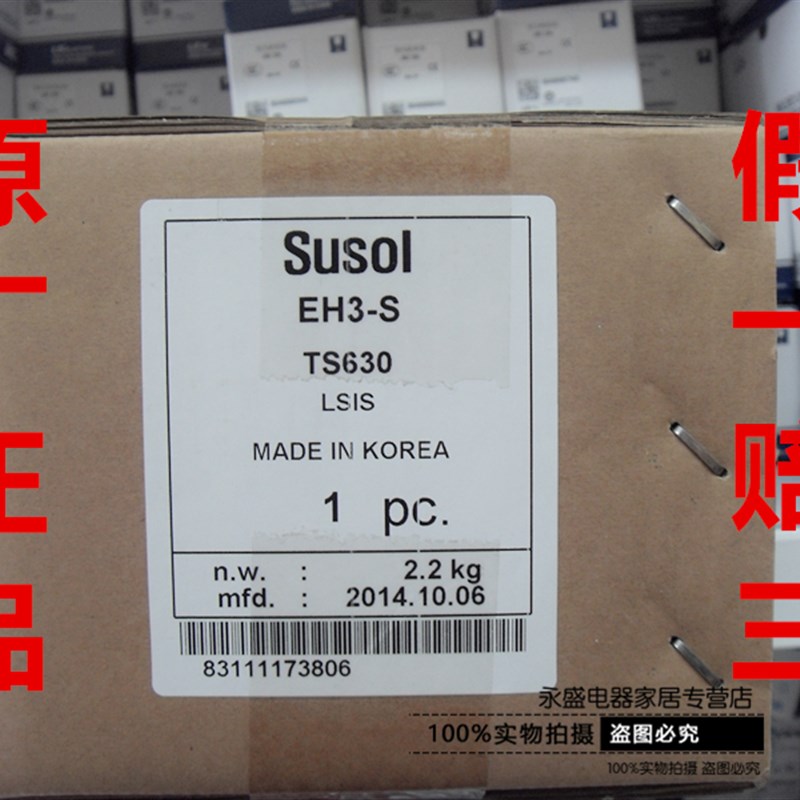 Susol
EH3-S
TS630
LSIS
MADE IN KOREA
1 pc.
n.w. : 2.2 kg
mfd. : 2014.10.06
83111173806
原
一
正
品
假
一
赔
三
永盛电器家居专营店
100%实物拍摄 盗图必究
100%实物拍摄 盗图必究